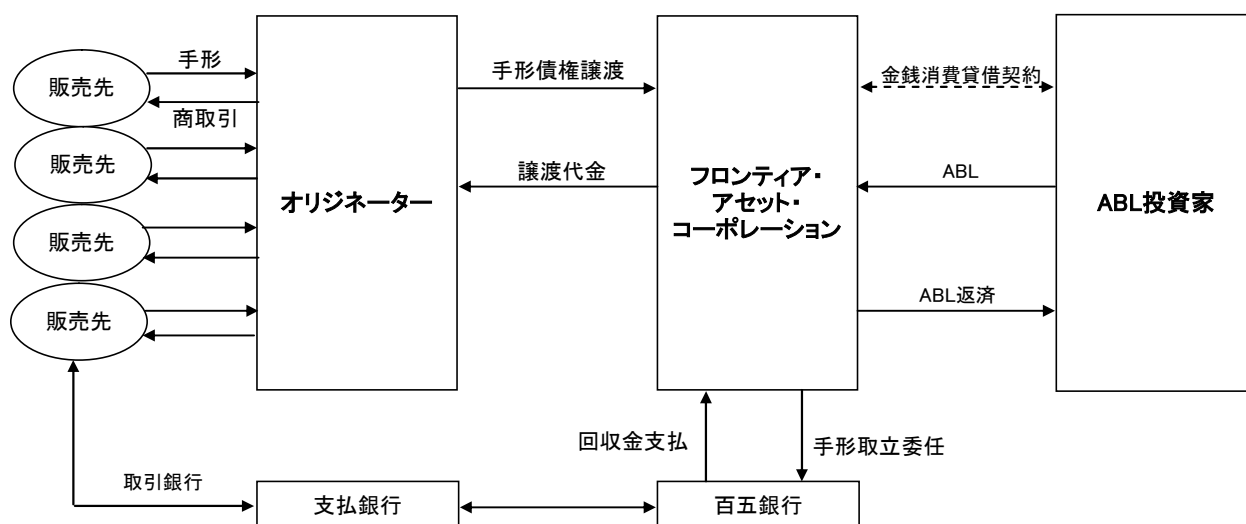 販売先
手形
商取引
販売先
販売先
販売先
オリジネーター
手形債権譲渡
譲渡代金
フロンティア・
アセット・
コーポレーション
金銭消費貸借契約
ABL
ABL返済
ABL投資家
回収金支払
手形取立委任
取引銀行
支払銀行
百五銀行